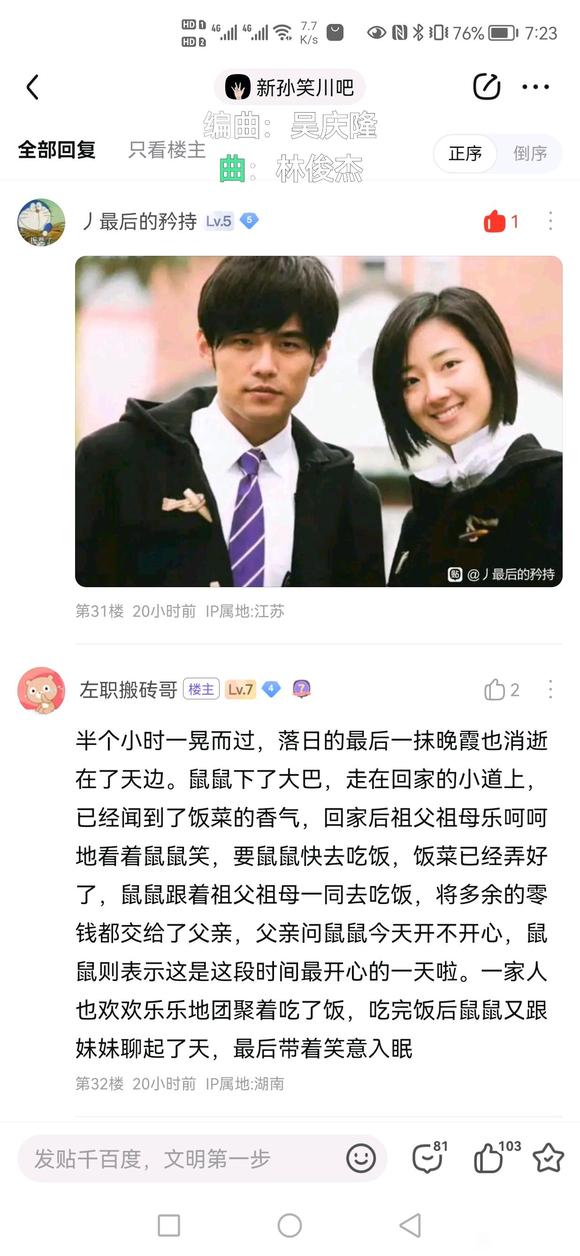 HD 1 4G 4G 7.7 76% 7:23
HD 2 K/s
新孙笑川吧
编曲：吴庆隆
全部回复 只看楼主 正序 倒序
曲：林俊杰
丿最后的矜持 Lv.5 5 1
贴 @丿最后的矜持
第31楼 20小时前 IP属地:江苏
左职搬砖哥 楼主 Lv.7 4 7 2
半个小时一晃而过，落日的最后一抹晚霞也消逝
在了天边。鼠鼠下了大巴，走在回家的小道上，
已经闻到了饭菜的香气，回家后祖父祖母乐呵呵
地看着鼠鼠笑，要鼠鼠快去吃饭，饭菜已经弄好
了，鼠鼠跟着祖父祖母一同去吃饭，将多余的零
钱都交给了父亲，父亲问鼠鼠今天开不开心，鼠
鼠则表示这是这段时间最开心的一天啦。一家人
也欢欢乐乐地团聚着吃了饭，吃完饭后鼠鼠又跟
妹妹聊起了天，最后带着笑意入眠
第32楼 20小时前 IP属地:湖南
发贴千百度，文明第一步 81 103